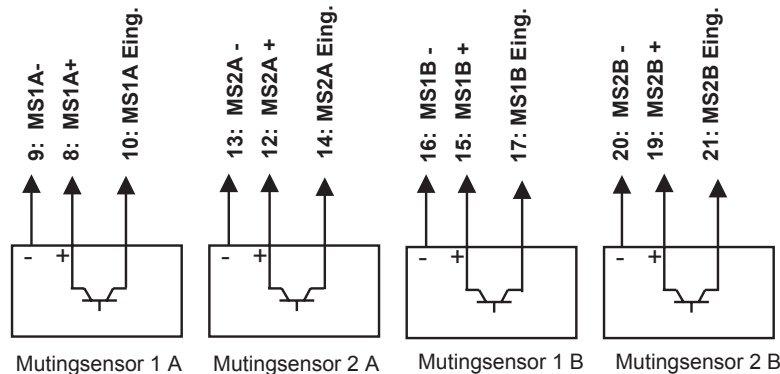 9: MS1A-
8: MS1A+
10: MS1A Eing.
13: MS2A -
12: MS2A +
14: MS2A Eing.
16: MS1B -
15: MS1B +
17: MS1B Eing.
20: MS2B -
19: MS2B +
21: MS2B Eing.
- +
- +
- +
- +
Mutingsensor 1 A
Mutingsensor 2 A
Mutingsensor 1 B
Mutingsensor 2 B